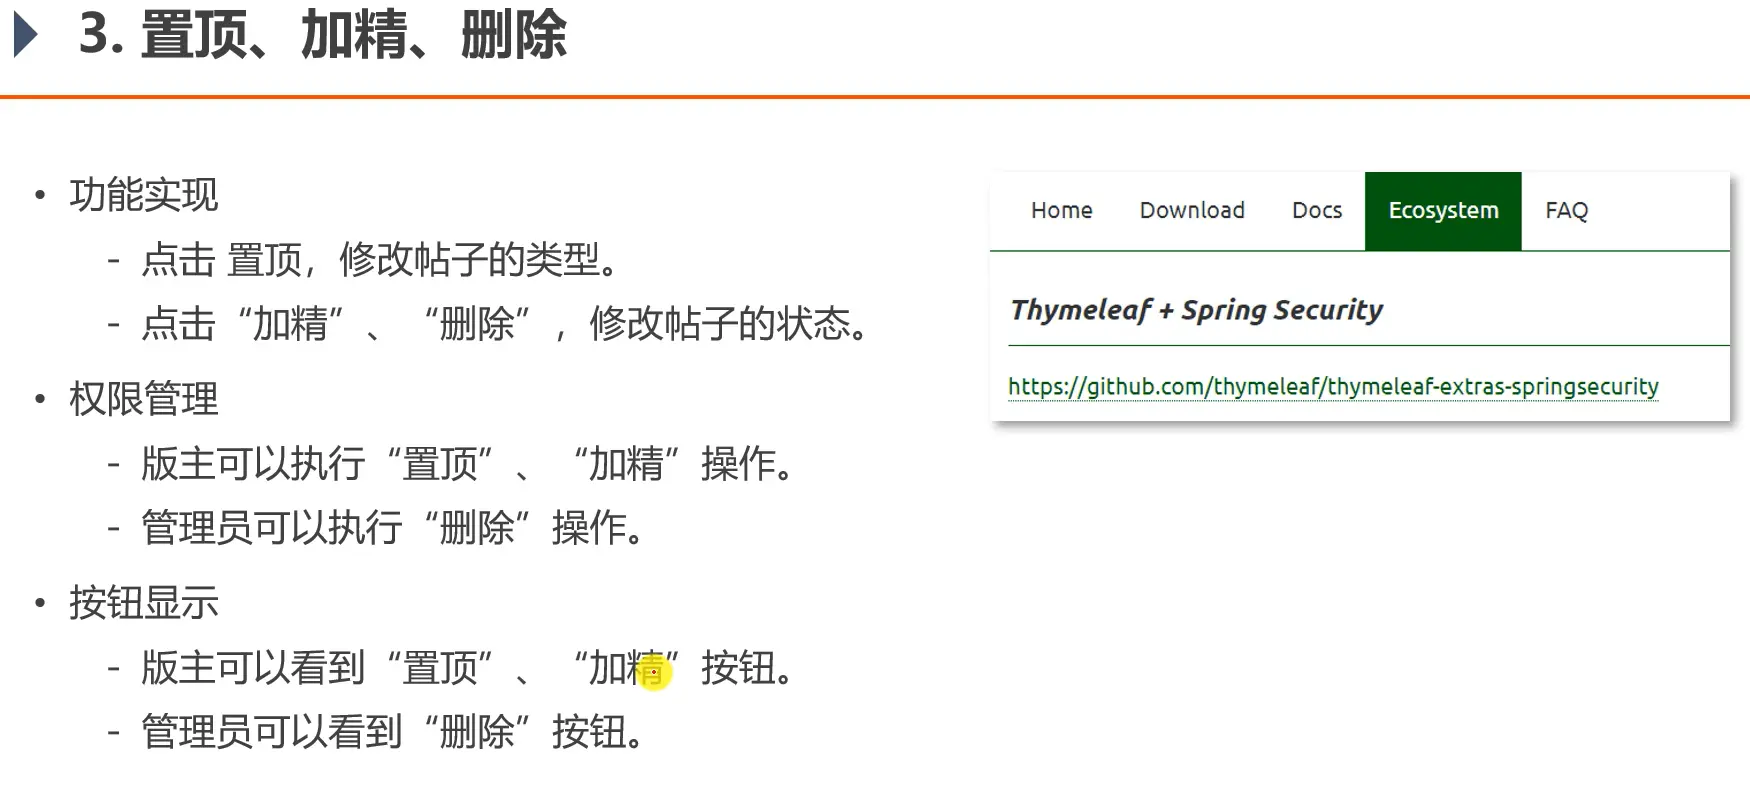 3. 置顶、加精、删除
• 功能实现
- 点击 置顶，修改帖子的类型。
- 点击“加精”、“删除”，修改帖子的状态。
• 权限管理
- 版主可以执行“置顶”、“加精”操作。
- 管理员可以执行“删除”操作。
• 按钮显示
- 版主可以看到“置顶”、“加精”按钮。
- 管理员可以看到“删除”按钮。
Home Download Docs Ecosystem FAQ
Thymeleaf + Spring Security
https://github.com/thymeleaf/thymeleaf-extras-springsecurity